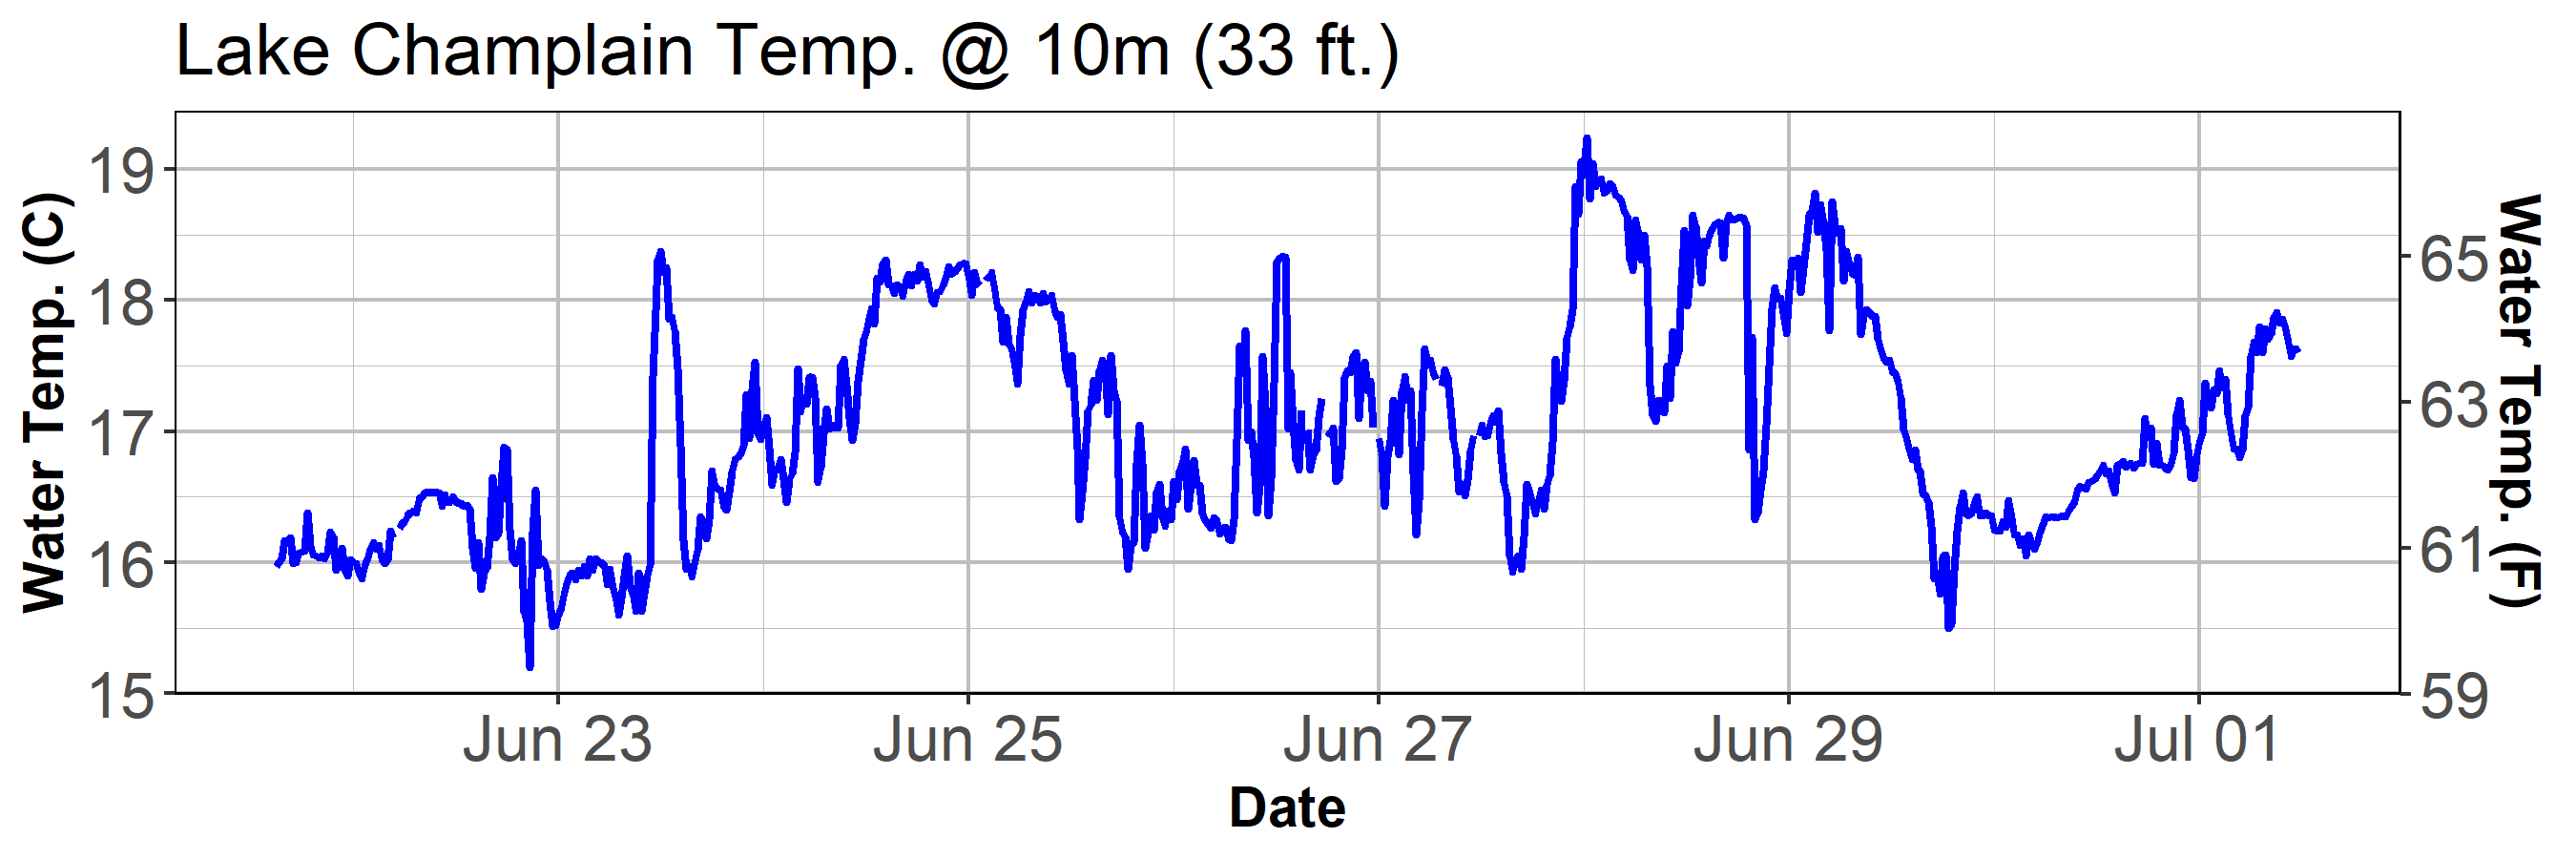 Lake Champlain Temp. @ 10m (33 ft.)
Water Temp. (C)
19
18
17
16
15
65
63
61
59
Water Temp. (F)
Jun 23 Jun 25 Jun 27 Jun 29 Jul 01
Date